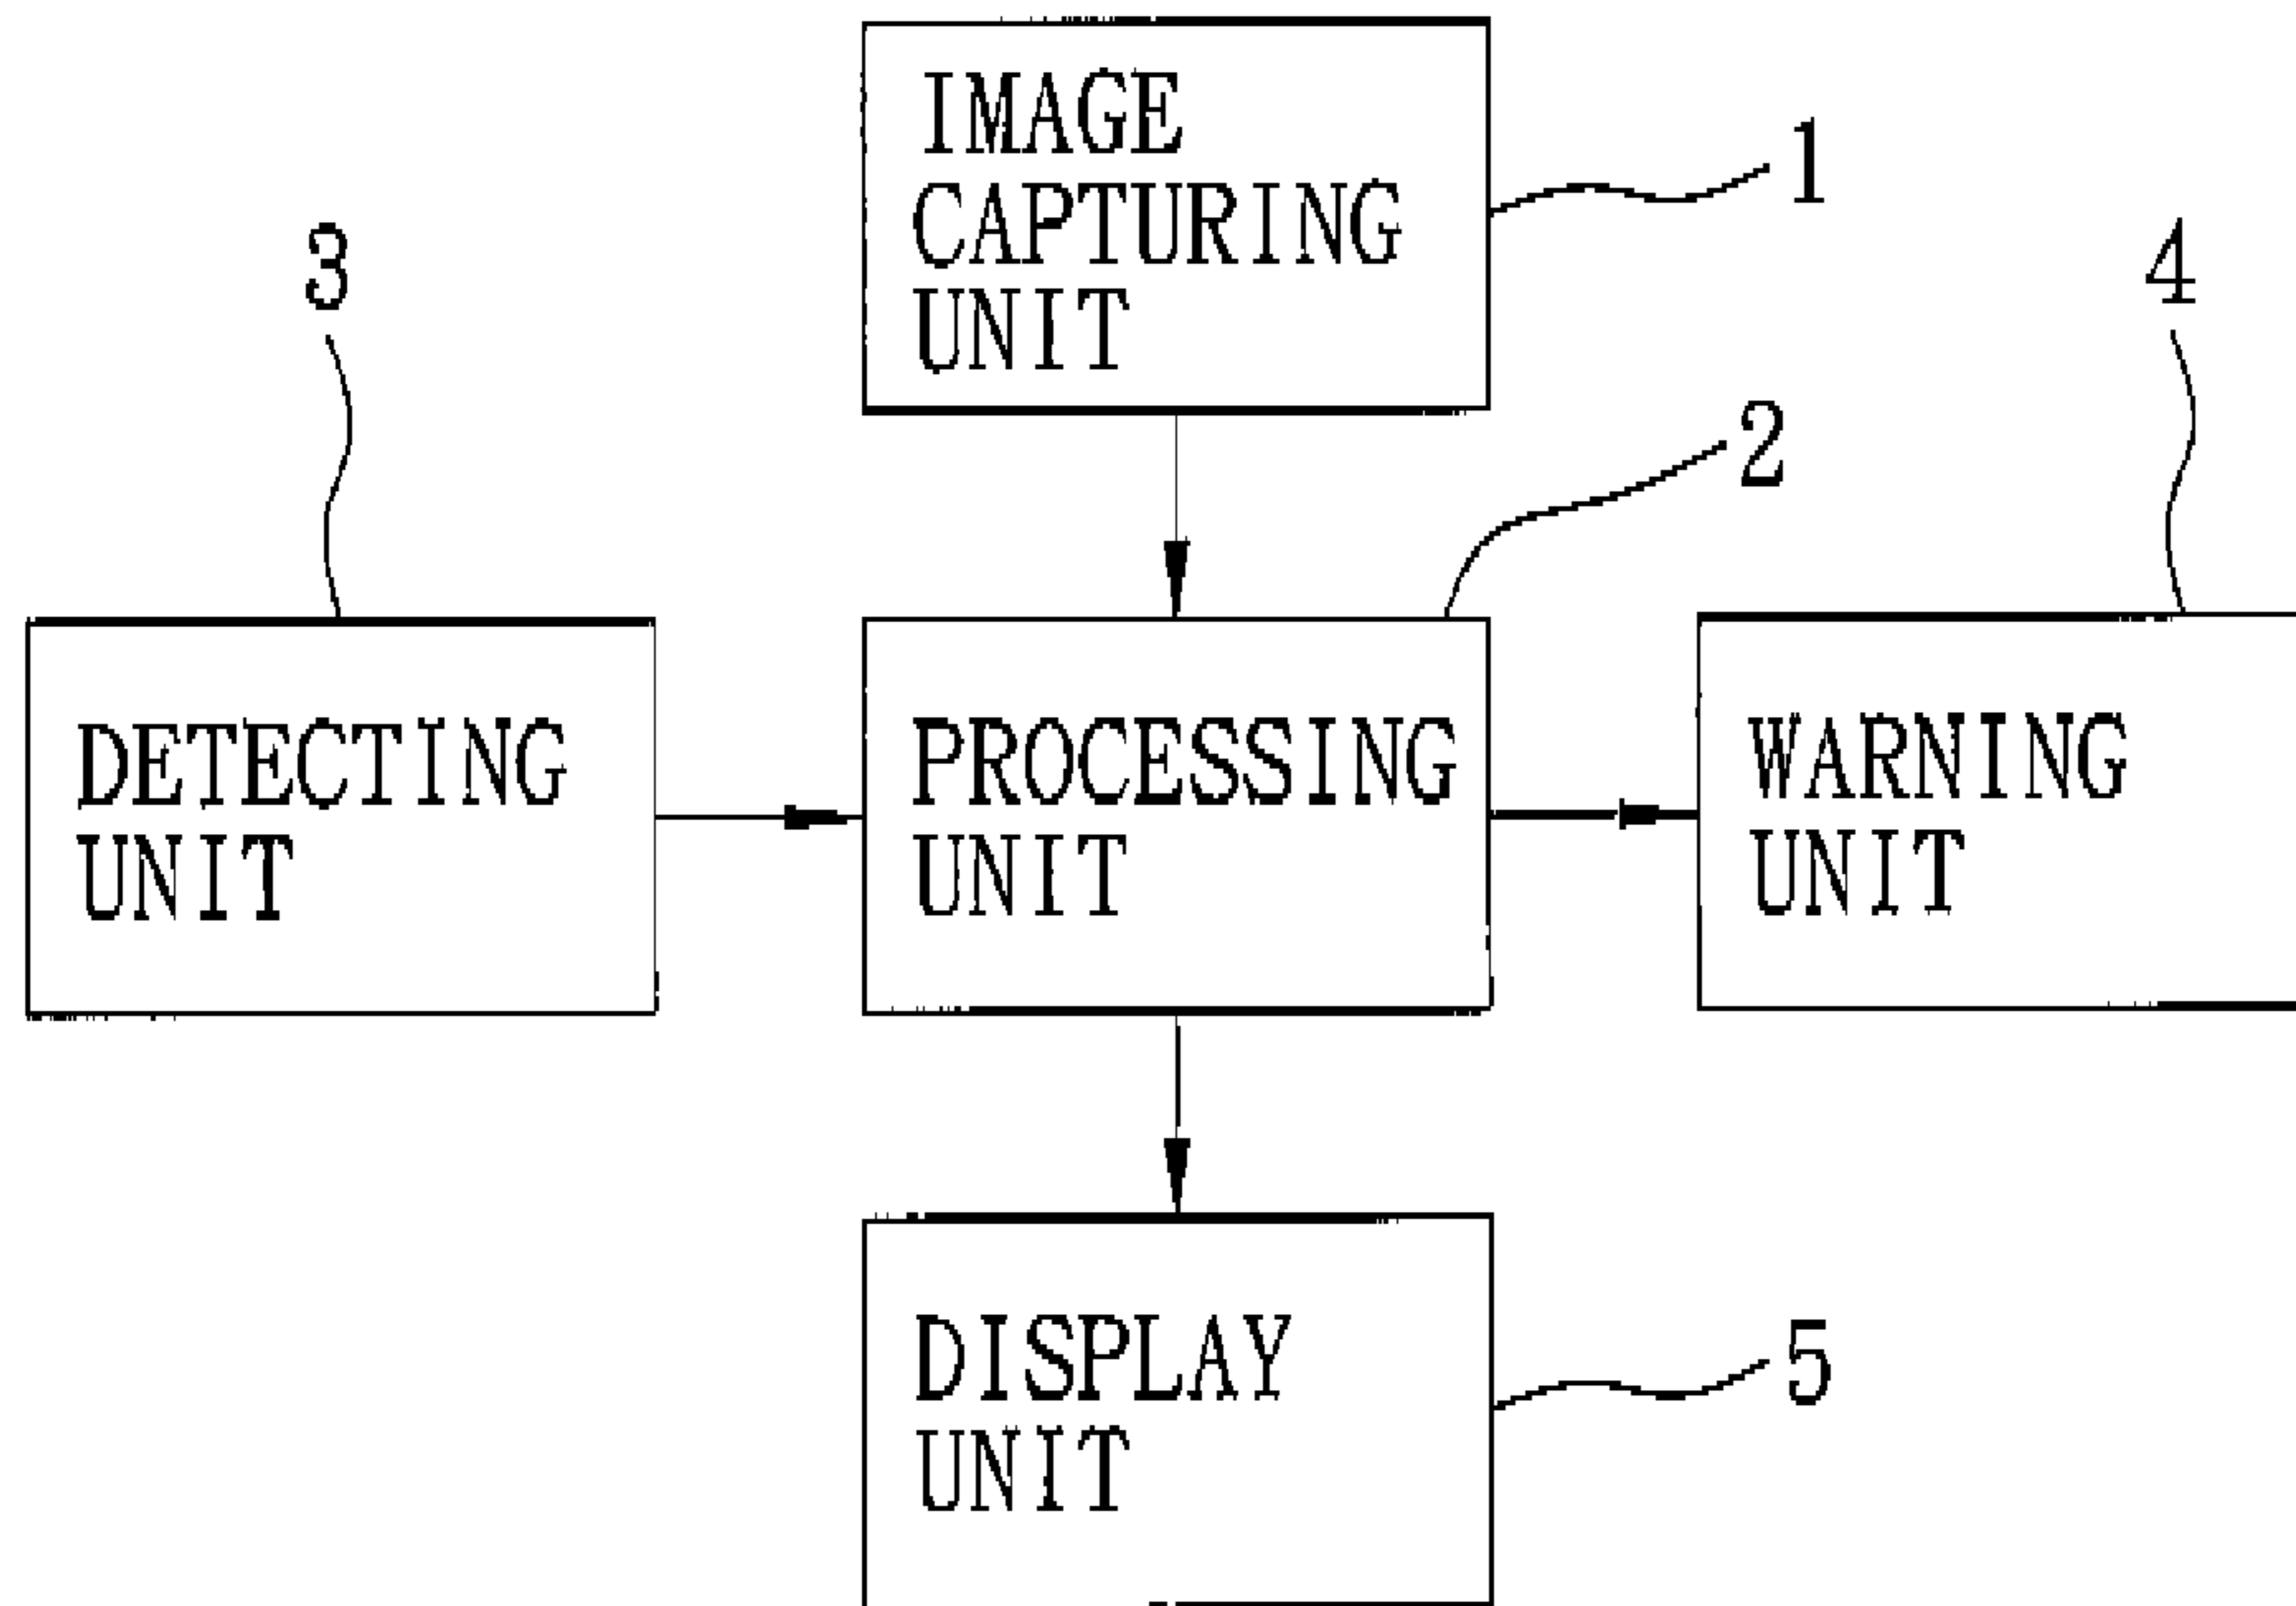 IMAGE
CAPTURING
UNIT
1
3
4
2
DETECTING
UNIT
PROCESSING
UNIT
WARNING
UNIT
DISPLAY
UNIT
5